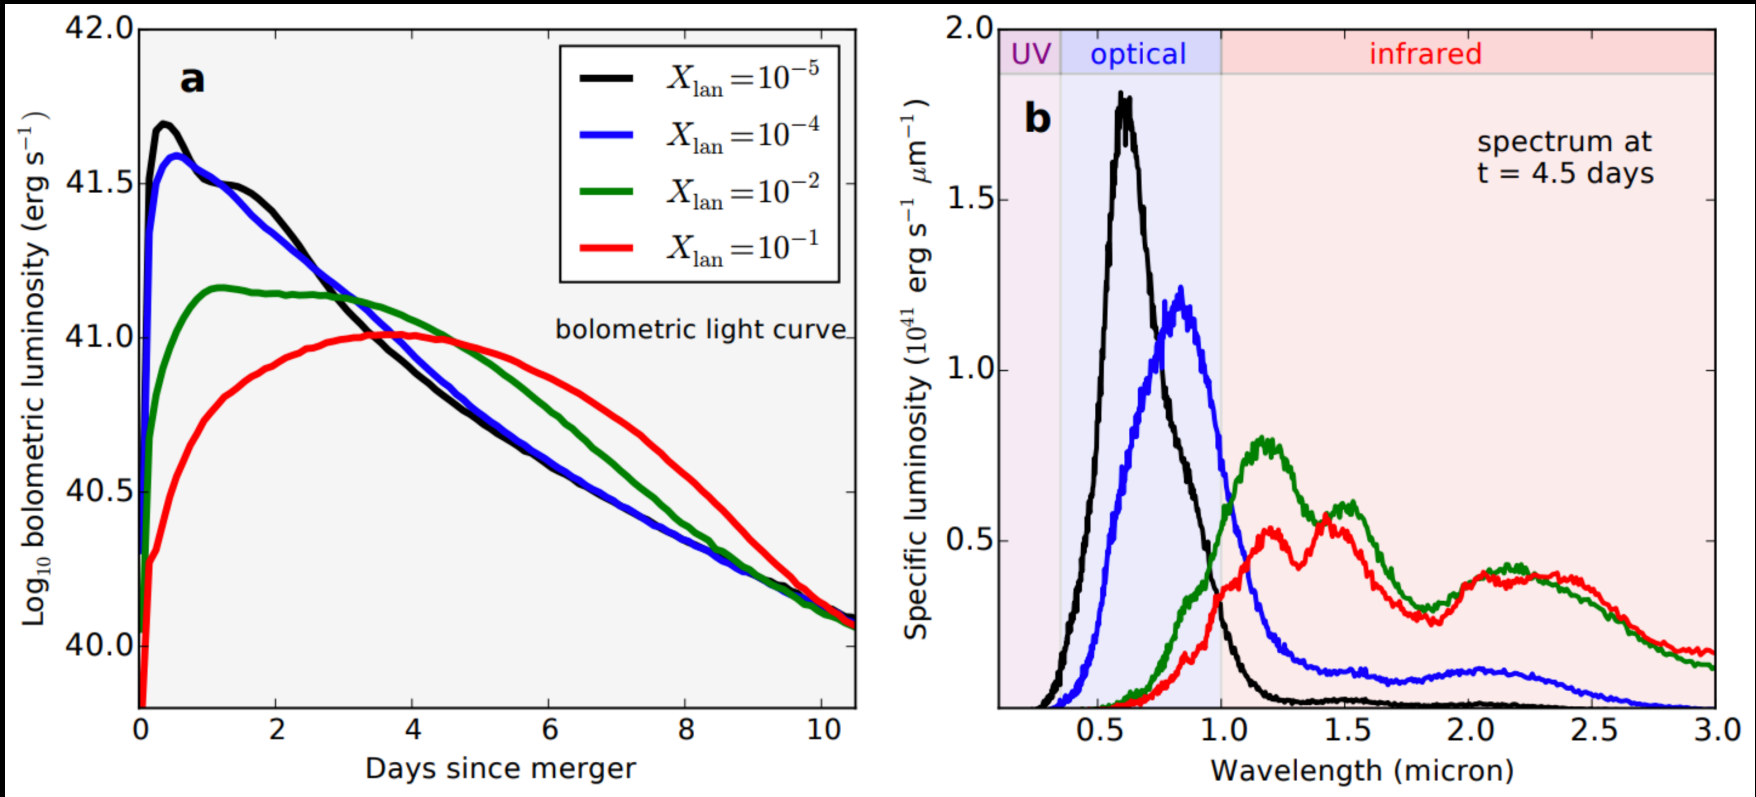 a
42.0
41.5
41.0
40.5
40.0
Log₁₀ bolometric luminosity (erg s⁻¹)
X_lan = 10⁻⁵
X_lan = 10⁻⁴
X_lan = 10⁻²
X_lan = 10⁻¹
bolometric light curve
0 2 4 6 8 10
Days since merger
b
2.0
1.5
1.0
0.5
Specific luminosity (10⁴¹ erg s⁻¹ μm⁻¹)
UV optical infrared
spectrum at
t = 4.5 days
0.5 1.0 1.5 2.0 2.5 3.0
Wavelength (micron)